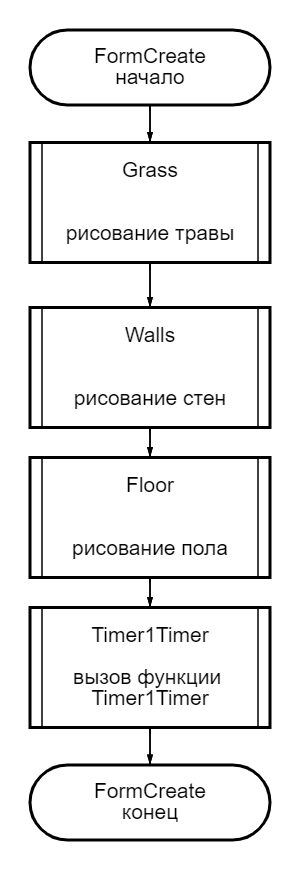 FormCreate
начало
Grass
рисование травы
Walls
рисование стен
Floor
рисование пола
Timer1Timer
вызов функции
Timer1Timer
FormCreate
конец